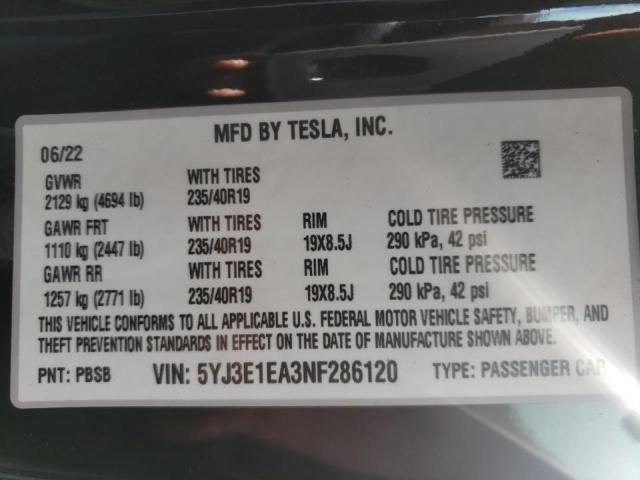 MFD BY TESLA, INC.
06/22
GVWR WITH TIRES
2129 kg (4694 lb) 235/40R19
GAWR FRT WITH TIRES RIM COLD TIRE PRESSURE
1110 kg (2447 lb) 235/40R19 19X8.5J 290 kPa, 42 psi
GAWR RR WITH TIRES RIM COLD TIRE PRESSURE
1257 kg (2771 lb) 235/40R19 19X8.5J 290 kPa, 42 psi
THIS VEHICLE CONFORMS TO ALL APPLICABLE U.S. FEDERAL MOTOR VEHICLE SAFETY, BUMPER, AND
THEFT PREVENTION STANDARDS IN EFFECT ON THE DATE OF MANUFACTURE SHOWN ABOVE.
PNT: PBSB VIN: 5YJ3E1EA3NF286120 TYPE: PASSENGER CAR